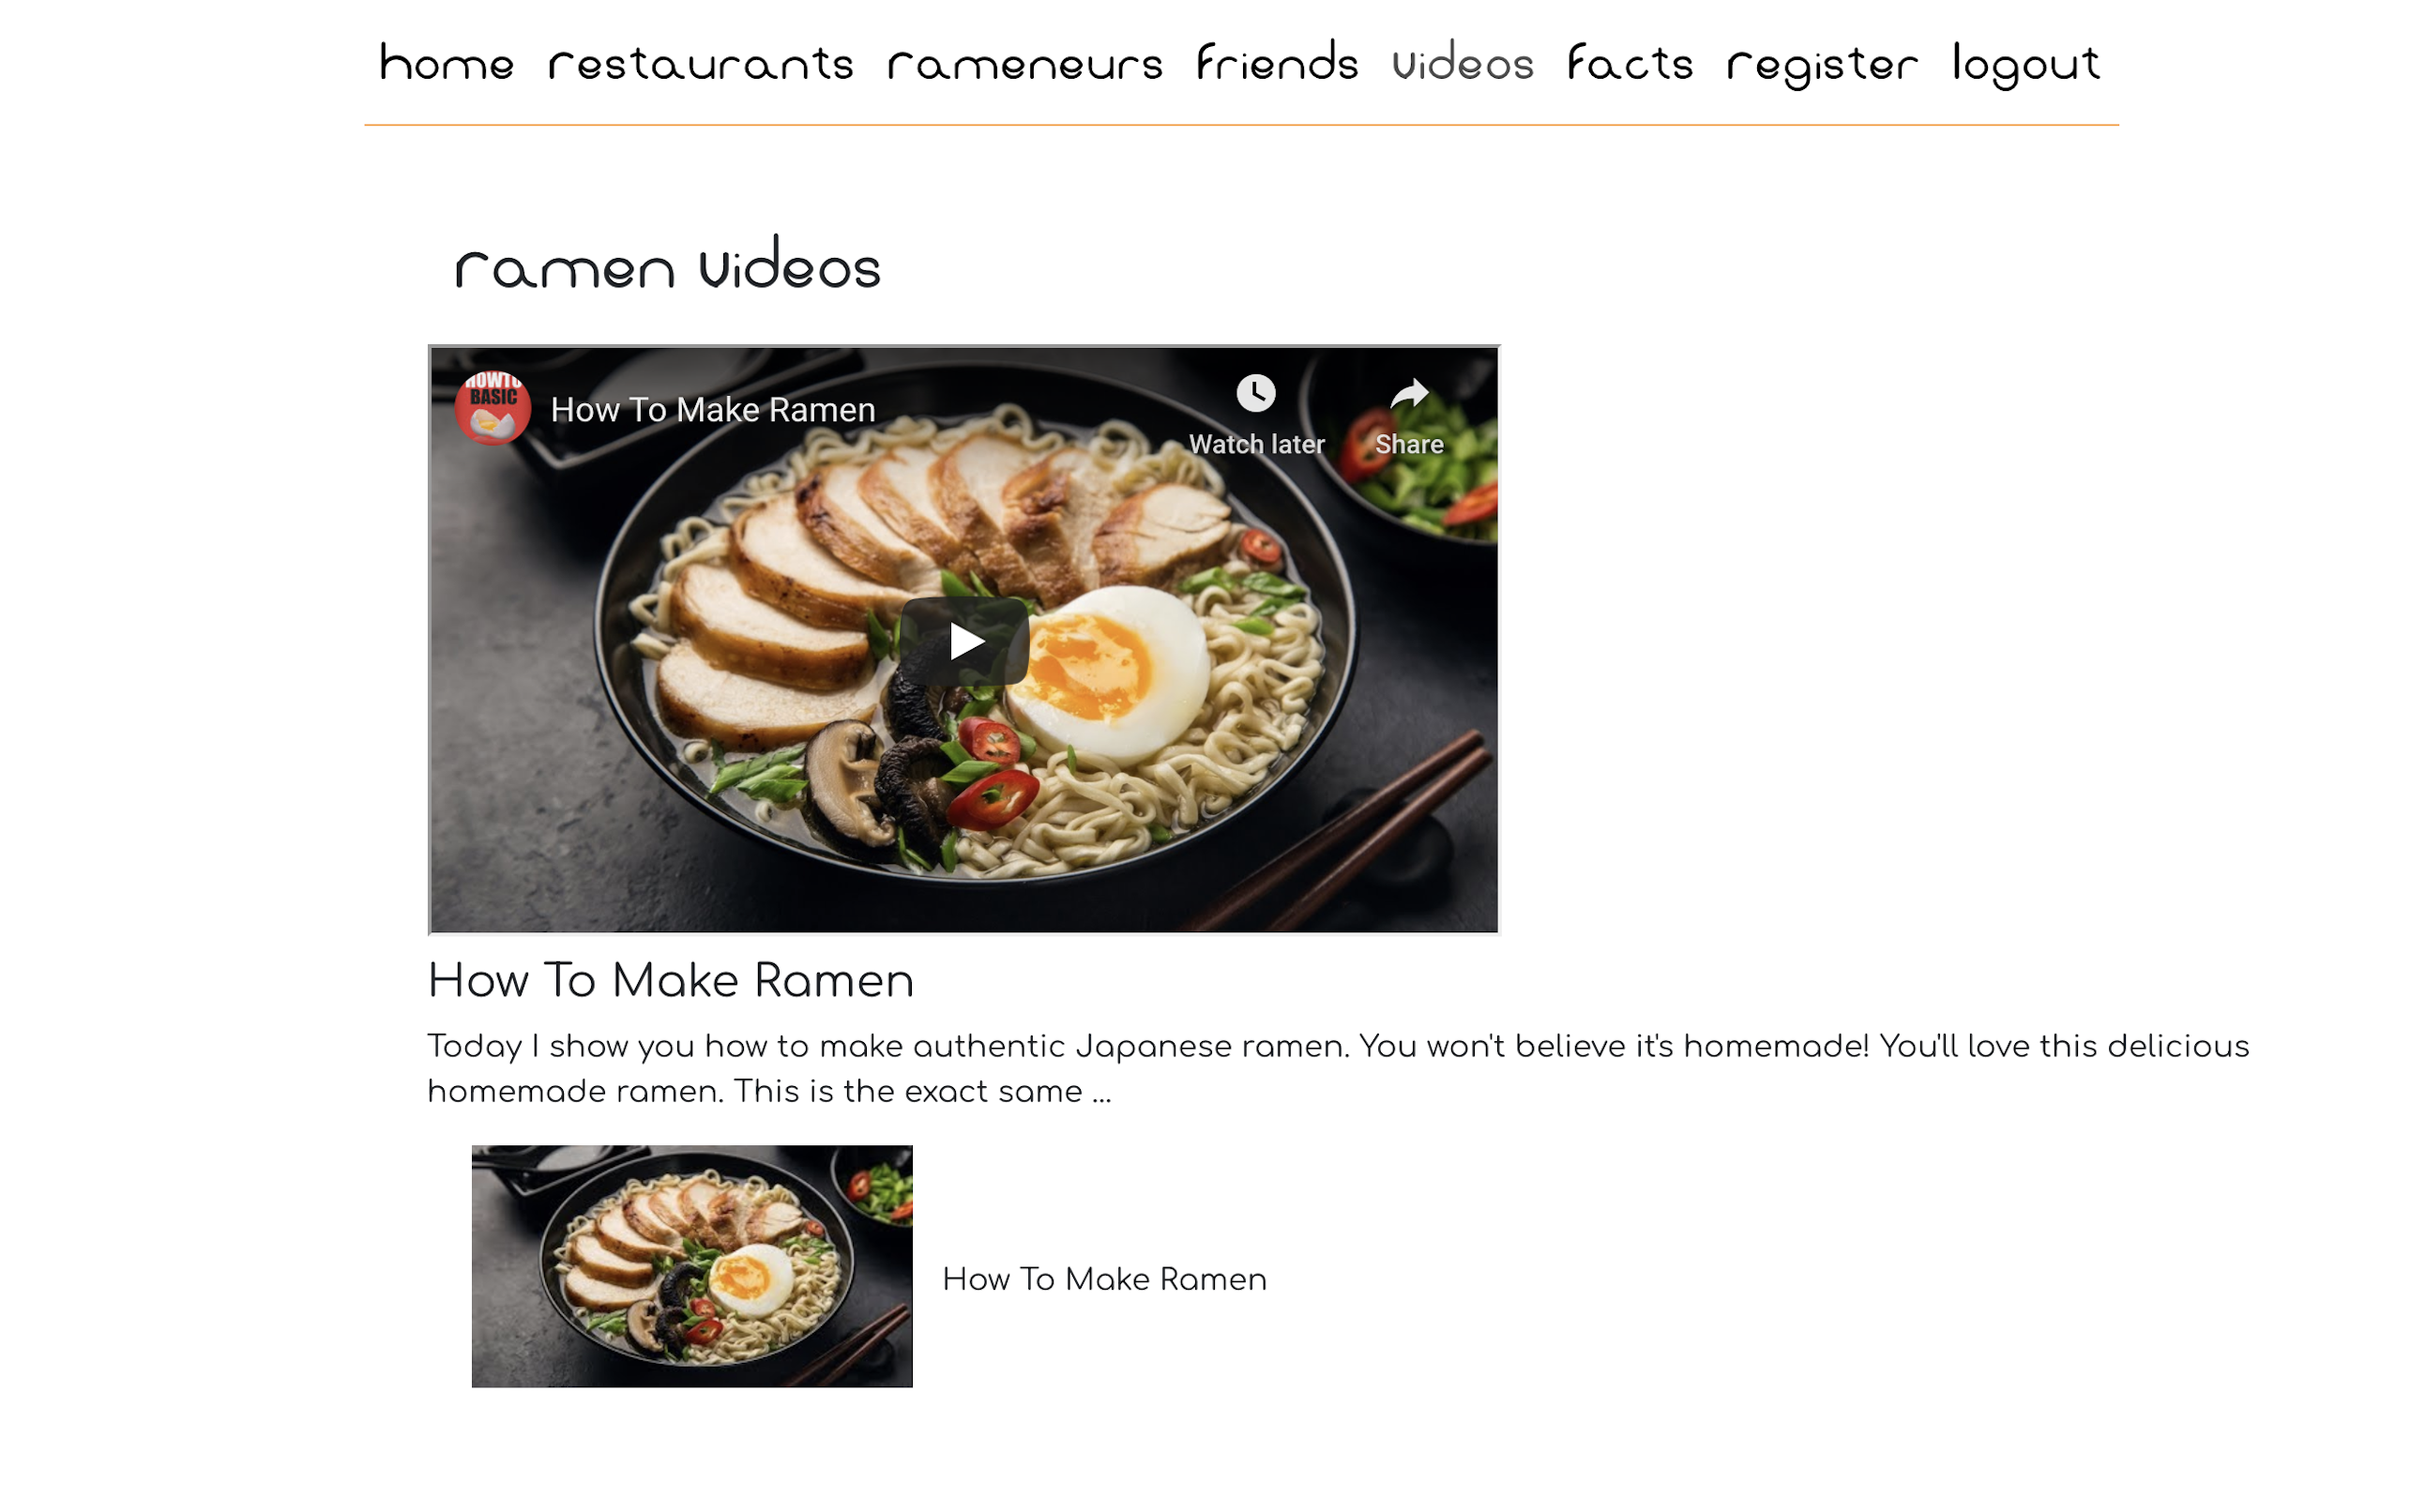 home restaurants rameneurs friends videos facts register logout
ramen videos
HOWTO
BASIC
How To Make Ramen
Watch later
Share
How To Make Ramen
Today I show you how to make authentic Japanese ramen. You won't believe it's homemade! You'll love this delicious
homemade ramen. This is the exact same ...
How To Make Ramen